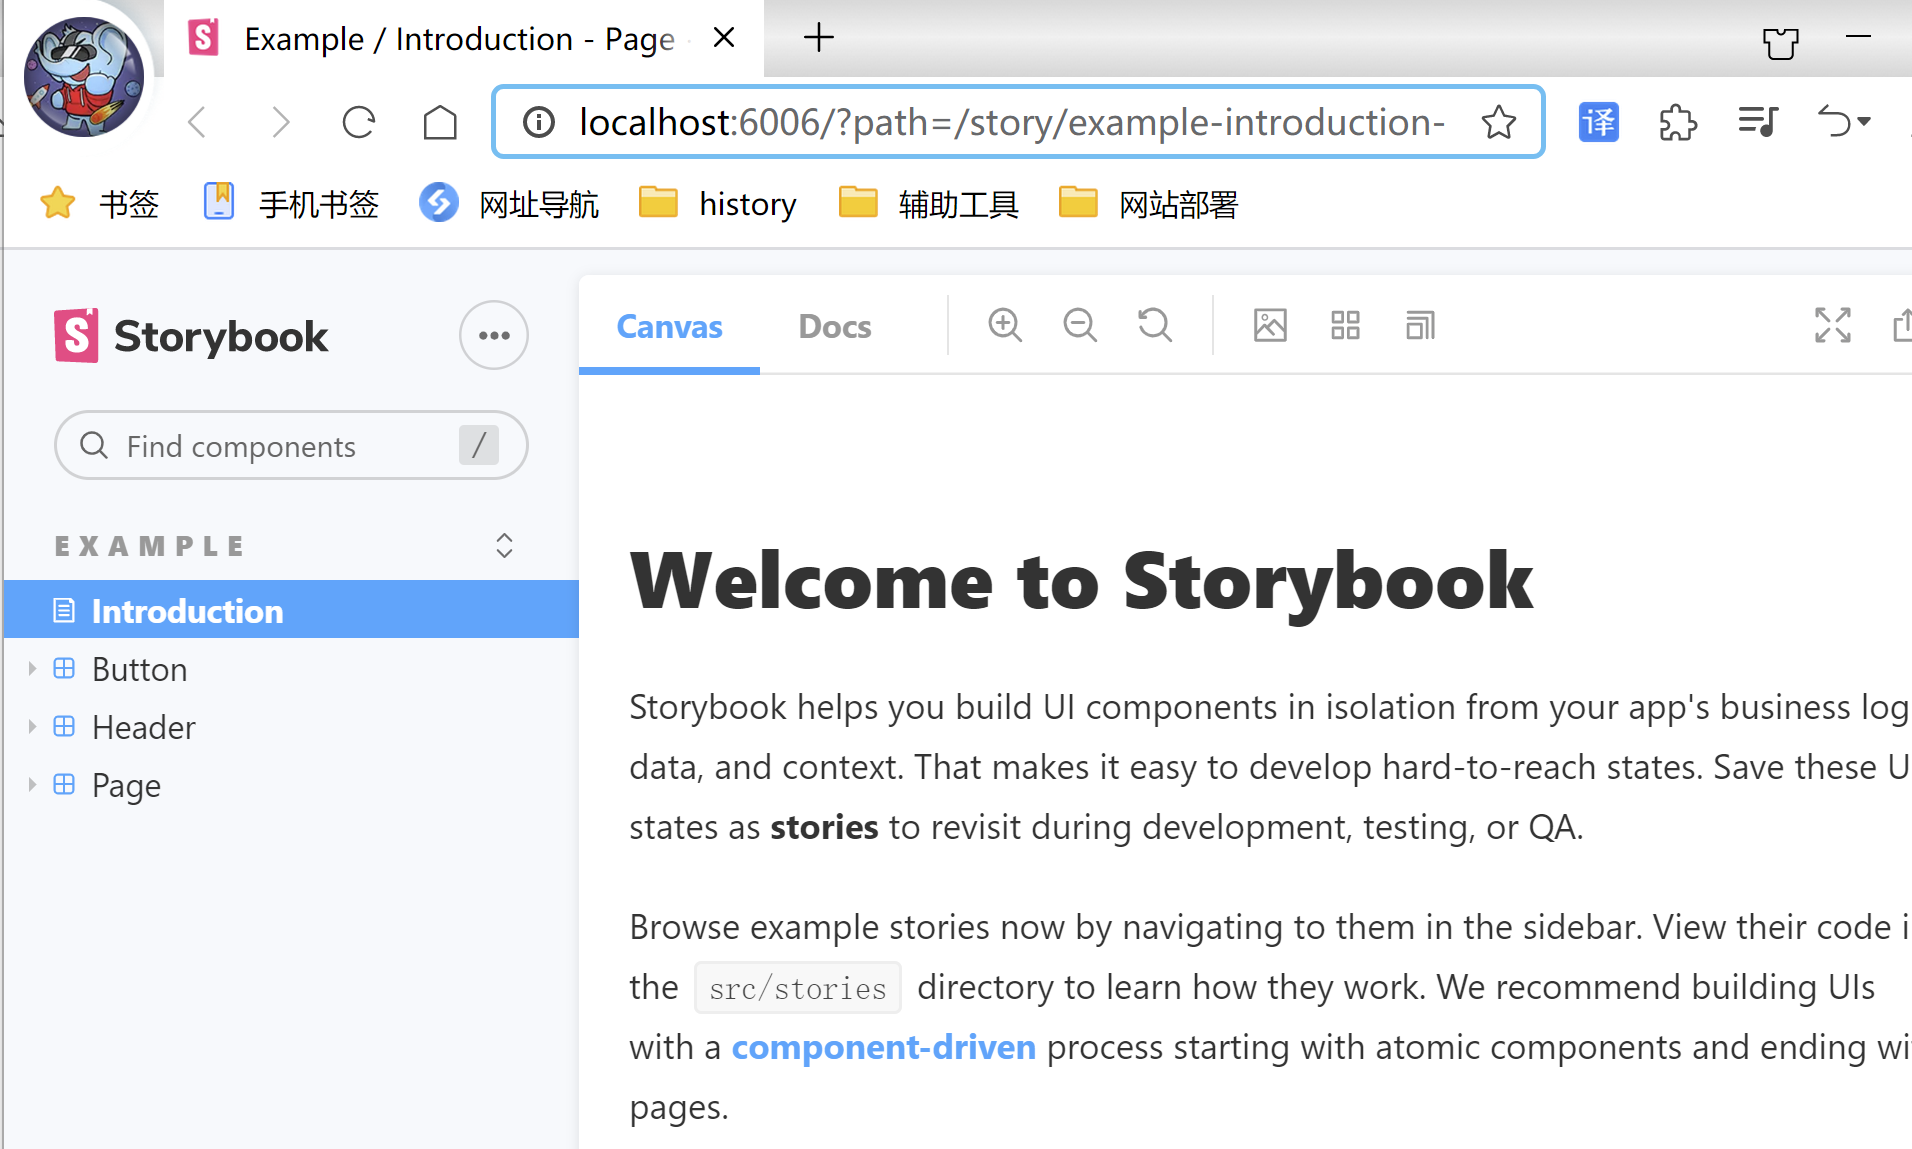 Example / Introduction - Page
localhost:6006/?path=/story/example-introduction-
译
书签
手机书签
网址导航
history
辅助工具
网站部署
Storybook
Find components
/
EXAMPLE
Introduction
Button
Header
Page
Canvas
Docs
Welcome to Storybook
Storybook helps you build UI components in isolation from your app's business log
data, and context. That makes it easy to develop hard-to-reach states. Save these U
states as stories to revisit during development, testing, or QA.
Browse example stories now by navigating to them in the sidebar. View their code i
the src/stories directory to learn how they work. We recommend building UIs
with a component-driven process starting with atomic components and ending wi
pages.